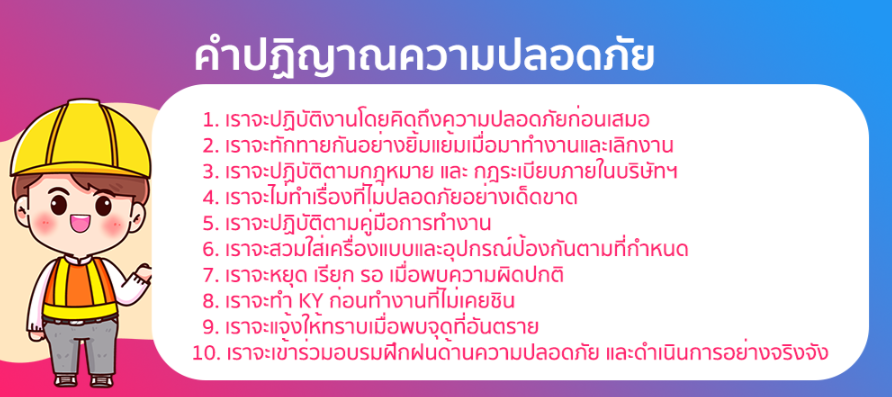 คำปฏิญาณความปลอดภัย
1. เราจะปฏิบัติงานโดยคิดถึงความปลอดภัยก่อนเสมอ
2. เราจะทักทายกันอย่างยิ้มแย้มเมื่อมาทำงานและเลิกงาน
3. เราจะปฏิบัติตามกฎหมาย และ กฎระเบียบภายในบริษัทฯ
4. เราจะไม่ทำเรื่องที่ไม่ปลอดภัยอย่างเด็ดขาด
5. เราจะปฏิบัติตามคู่มือการทำงาน
6. เราจะสวมใส่เครื่องแบบและอุปกรณ์ป้องกันตามที่กำหนด
7. เราจะหยุด เรียก รอ เมื่อพบความผิดปกติ
8. เราจะทำ KY ก่อนทำงานที่ไม่เคยชิน
9. เราจะแจ้งให้ทราบเมื่อพบจุดที่อันตราย
10. เราจะเข้าร่วมอบรมฝึกฝนด้านความปลอดภัย และดำเนินการอย่างจริงจัง